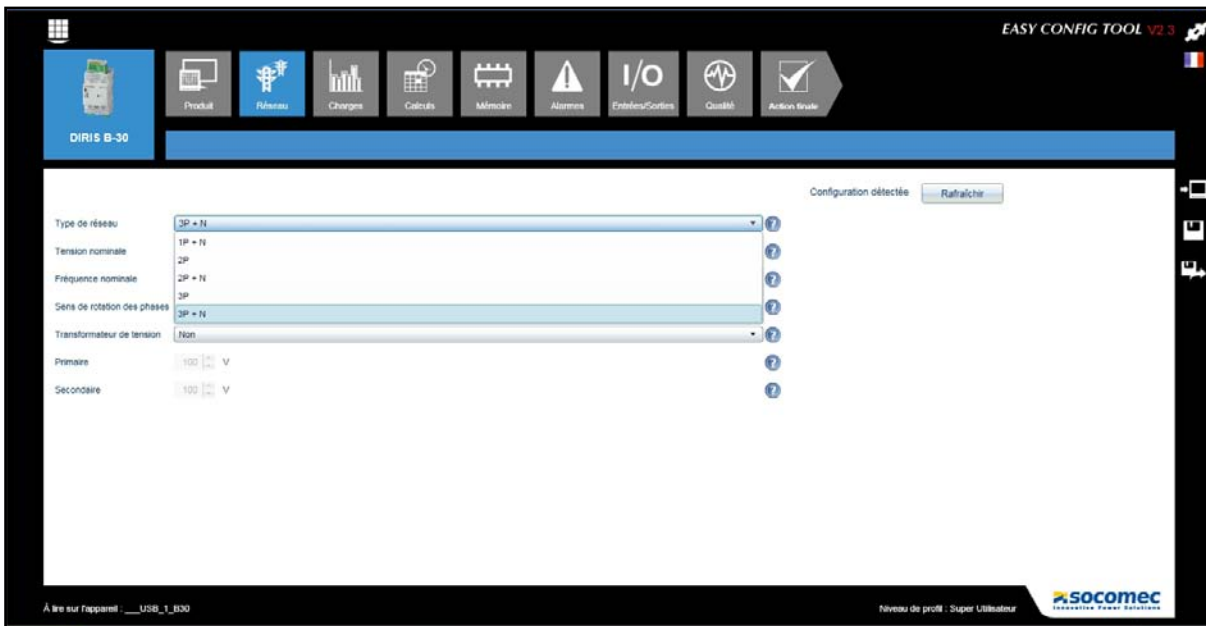 EASY CONFIG TOOL V2.3
Produit
Réseau
Charges
Calculs
Mémoire
Alarmes
I/O
Entrées/Sorties
Qualité
Action finale
DIRIS B-30
Configuration détectée
Rafraîchir
Type de réseau
3P + N
1P + N
Tension nominale
2P
Fréquence nominale
2P + N
3P
Sens de rotation des phases
3P + N
Transformateur de tension
Non
Primaire
100 V
Secondaire
100 V
À lire sur l'appareil : ___USB_1_B30
Niveau de profil : Super Utilisateur
socomec
Innovative Power Solutions